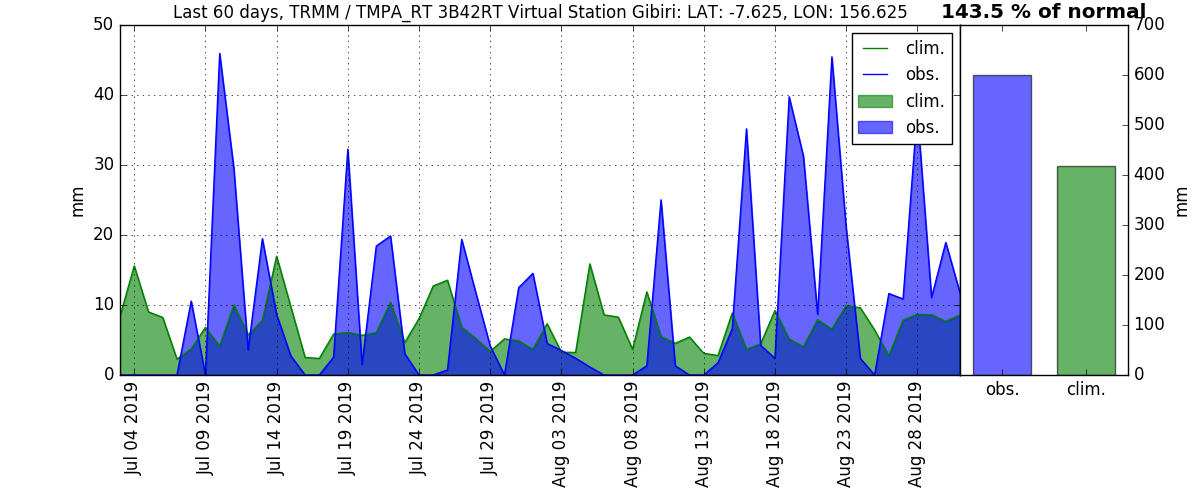 Last 60 days, TRMM / TMPA_RT 3B42RT Virtual Station Gibiri: LAT: -7.625, LON: 156.625
143.5 % of normal
50
40
30
20
10
0
mm
clim.
obs.
clim.
obs.
700
600
500
400
300
200
100
0
mm
obs.
clim.
Jul 04 2019
Jul 09 2019
Jul 14 2019
Jul 19 2019
Jul 24 2019
Jul 29 2019
Aug 03 2019
Aug 08 2019
Aug 13 2019
Aug 18 2019
Aug 23 2019
Aug 28 2019